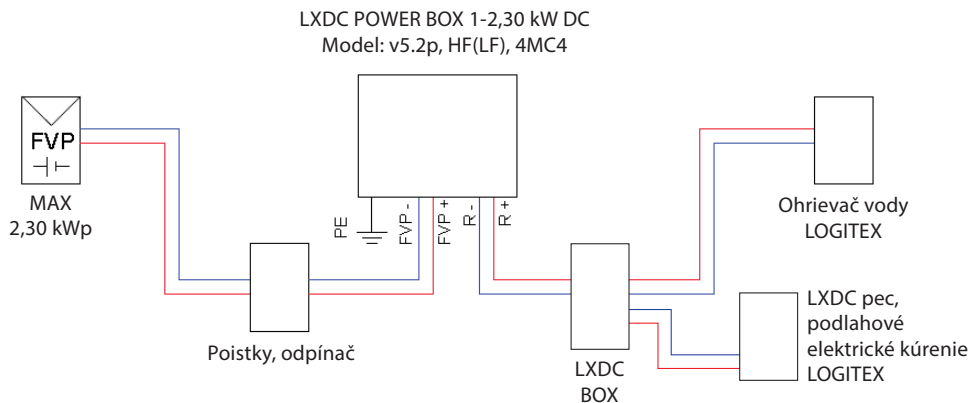 LXDC POWER BOX 1-2,30 kW DC
Model: v5.2p, HF(LF), 4MC4
FVP
MAX
2,30 kWp
PE
FVP -
FVP +
R -
R +
Poistky, odpínač
LXDC
BOX
Ohrievač vody
LOGITEX
LXDC pec,
podlahové
elektrické kúrenie
LOGITEX